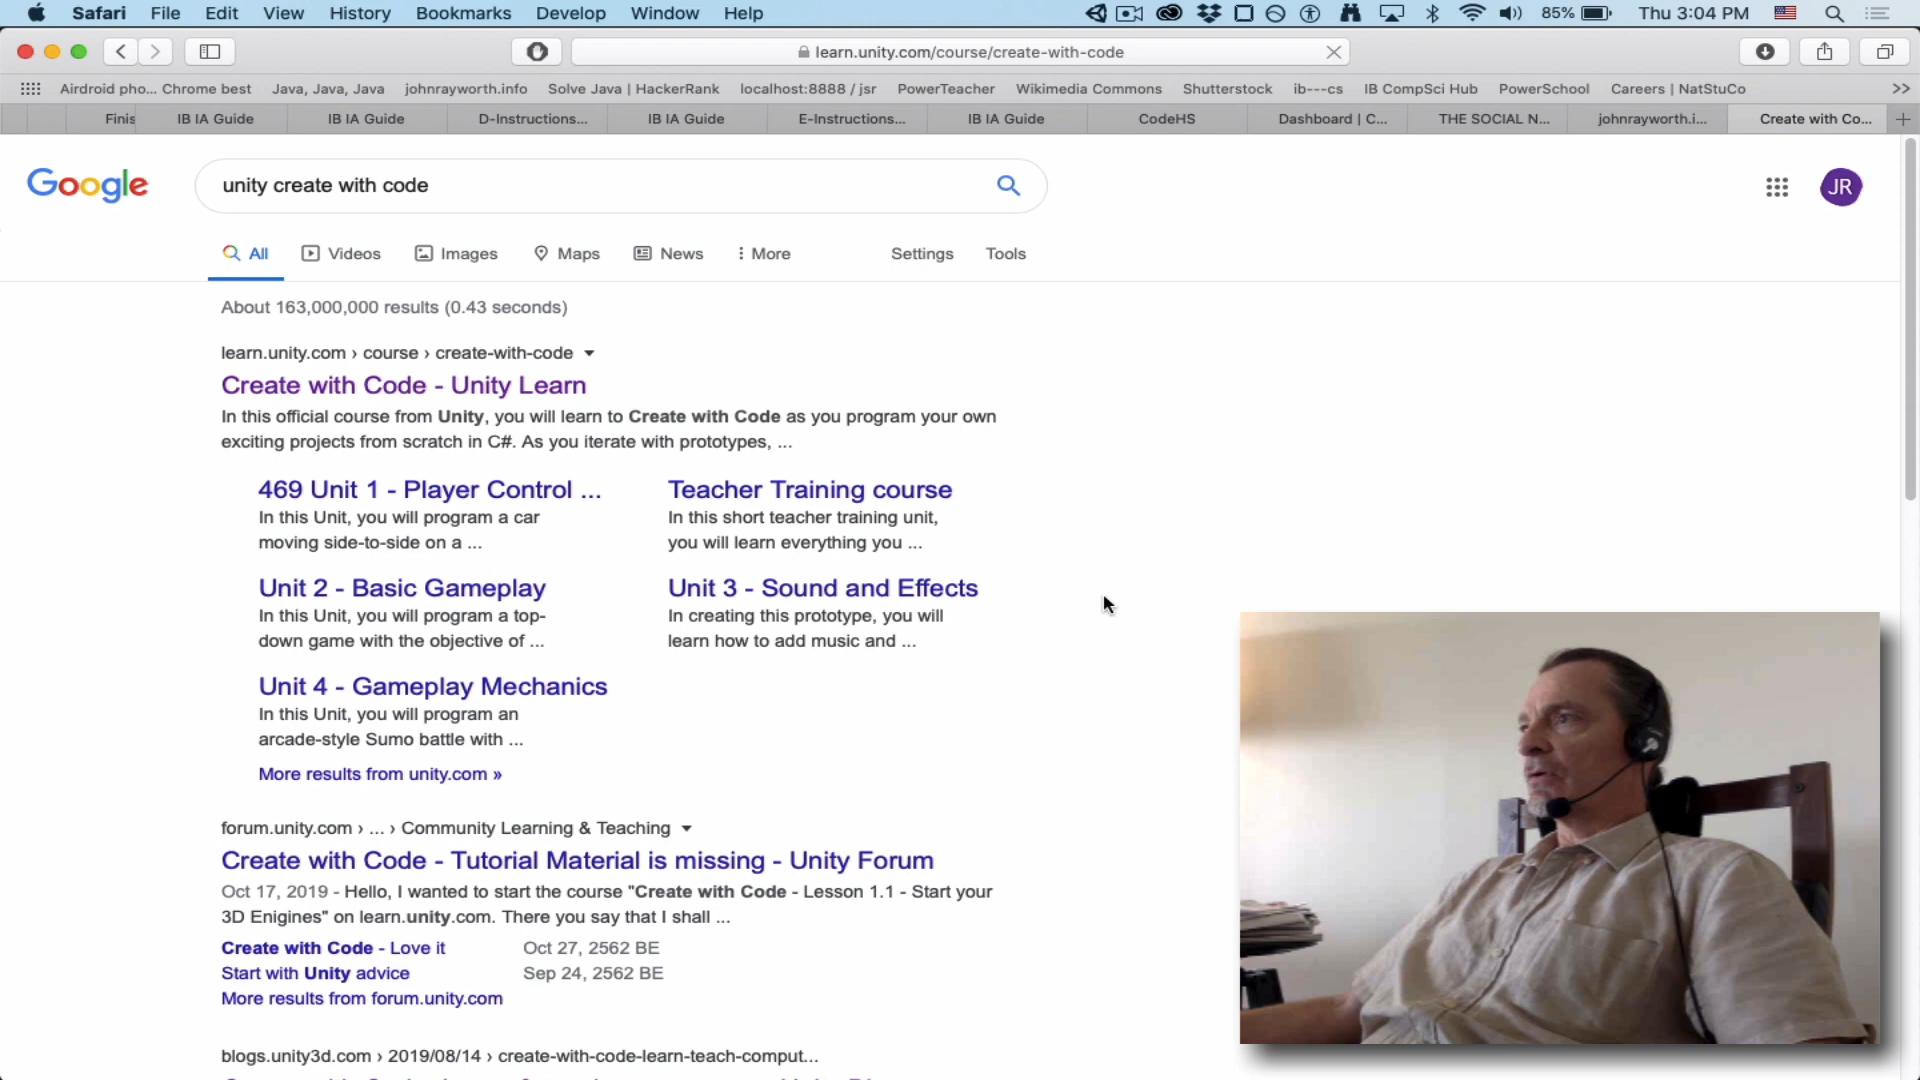 Safari File Edit View History Bookmarks Develop Window Help 85% Thu 3:04 PM
learn.unity.com/course/create-with-code
Airdroid pho... Chrome best Java, Java, Java johnrayworth.info Solve Java | HackerRank localhost:8888 / jsr PowerTeacher Wikimedia Commons Shutterstock ib---cs IB CompSci Hub PowerSchool Careers | NatStuCo >>
Finis IB IA Guide IB IA Guide D-Instructions... IB IA Guide E-Instructions... IB IA Guide CodeHS Dashboard | C... THE SOCIAL N... johnrayworth.i... Create with Co... +
Google unity create with code JR
All Videos Images Maps News More Settings Tools
About 163,000,000 results (0.43 seconds)
learn.unity.com › course › create-with-code
Create with Code - Unity Learn
In this official course from Unity, you will learn to Create with Code as you program your own
exciting projects from scratch in C#. As you iterate with prototypes, ...
469 Unit 1 - Player Control ... Teacher Training course
In this Unit, you will program a car In this short teacher training unit,
moving side-to-side on a ... you will learn everything you ...
Unit 2 - Basic Gameplay Unit 3 - Sound and Effects
In this Unit, you will program a top- In creating this prototype, you will
down game with the objective of ... learn how to add music and ...
Unit 4 - Gameplay Mechanics
In this Unit, you will program an
arcade-style Sumo battle with ...
More results from unity.com »
forum.unity.com › ... › Community Learning & Teaching
Create with Code - Tutorial Material is missing - Unity Forum
Oct 17, 2019 - Hello, I wanted to start the course "Create with Code - Lesson 1.1 - Start your
3D Enigines" on learn.unity.com. There you say that I shall ...
Create with Code - Love it Oct 27, 2562 BE
Start with Unity advice Sep 24, 2562 BE
More results from forum.unity.com
blogs.unity3d.com › 2019/08/14 › create-with-code-learn-teach-comput...